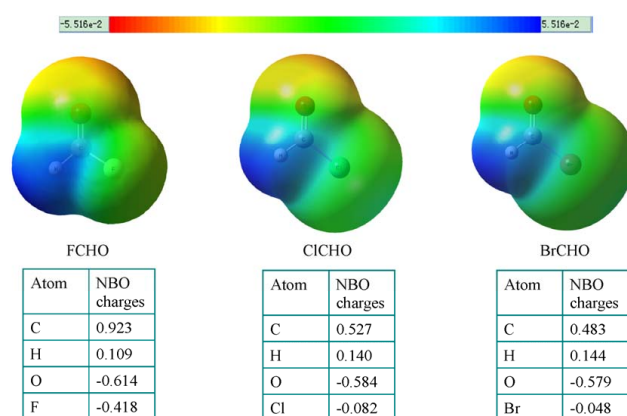 -5.516e-2 5.516e-2
FCHO ClCHO BrCHO
Atom NBO charges
C 0.923
H 0.109
O -0.614
F -0.418
Atom NBO charges
C 0.527
H 0.140
O -0.584
Cl -0.082
Atom NBO charges
C 0.483
H 0.144
O -0.579
Br -0.048